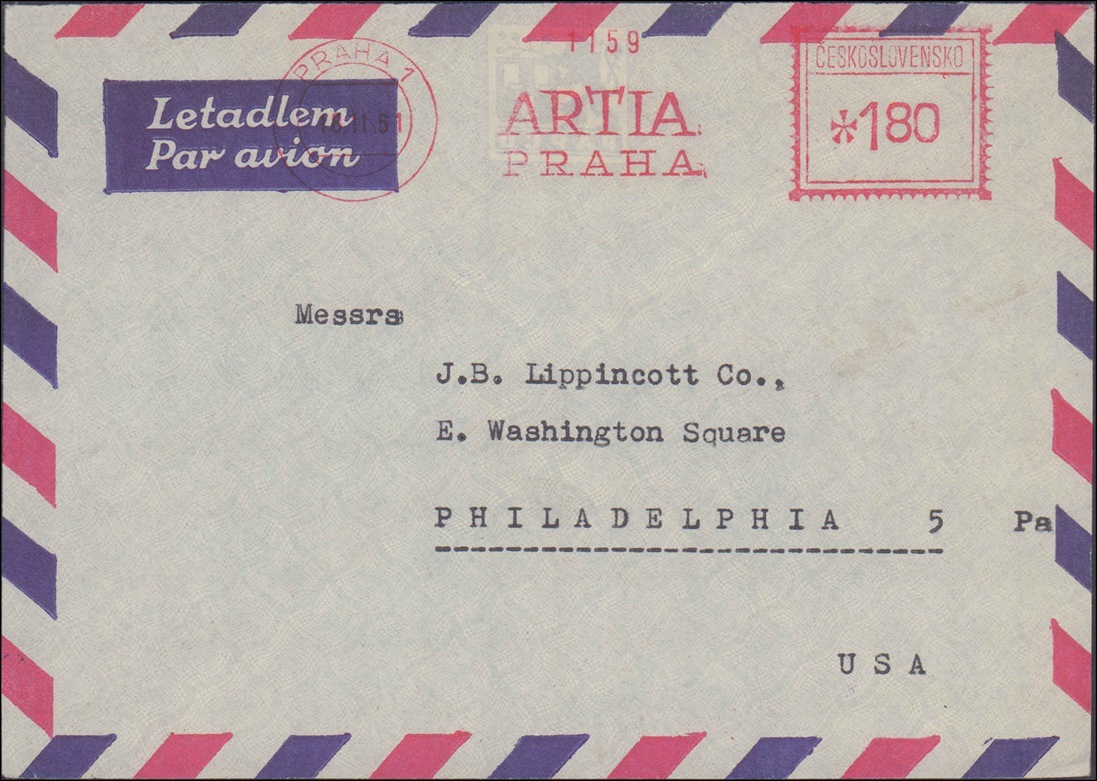 1159
PRAHA 1
ČESKOSLOVENSKO
Letadlem
Par avion
ARTIA
PRAHA
*180
Messrs
J.B. Lippincott Co.,
E. Washington Square
PHILADELPHIA 5 Pa
USA